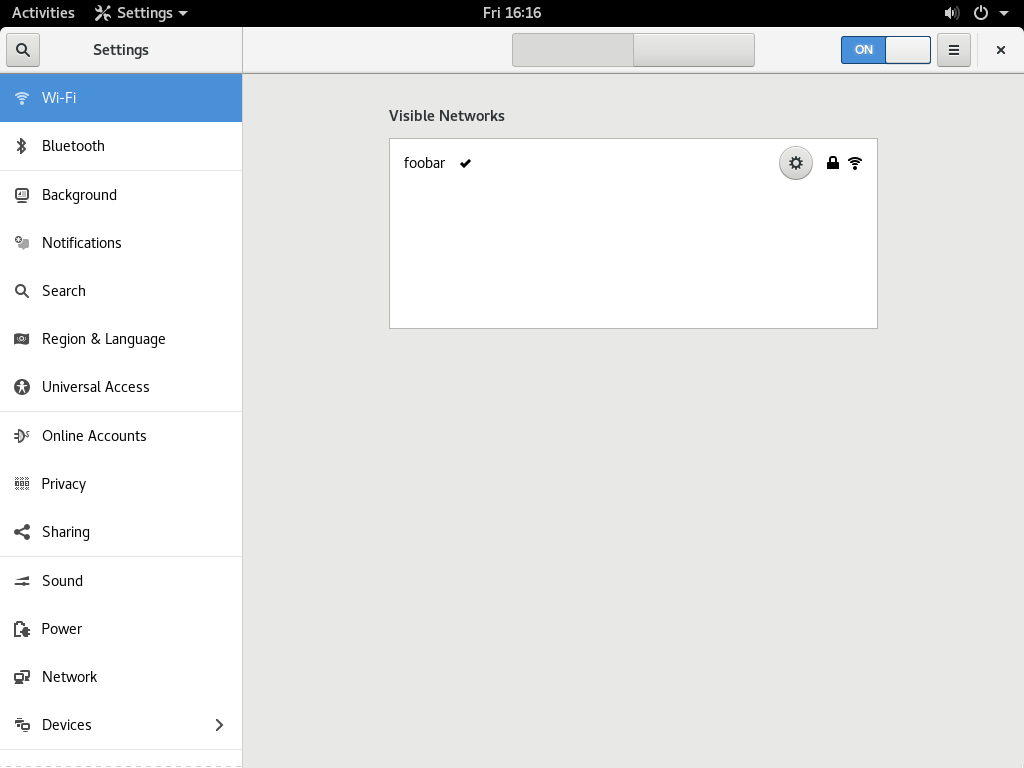 Activities
Settings
Fri 16:16
Settings
ON
Wi-Fi
Bluetooth
Background
Notifications
Search
Region & Language
Universal Access
Online Accounts
Privacy
Sharing
Sound
Power
Network
Devices
Visible Networks
foobar